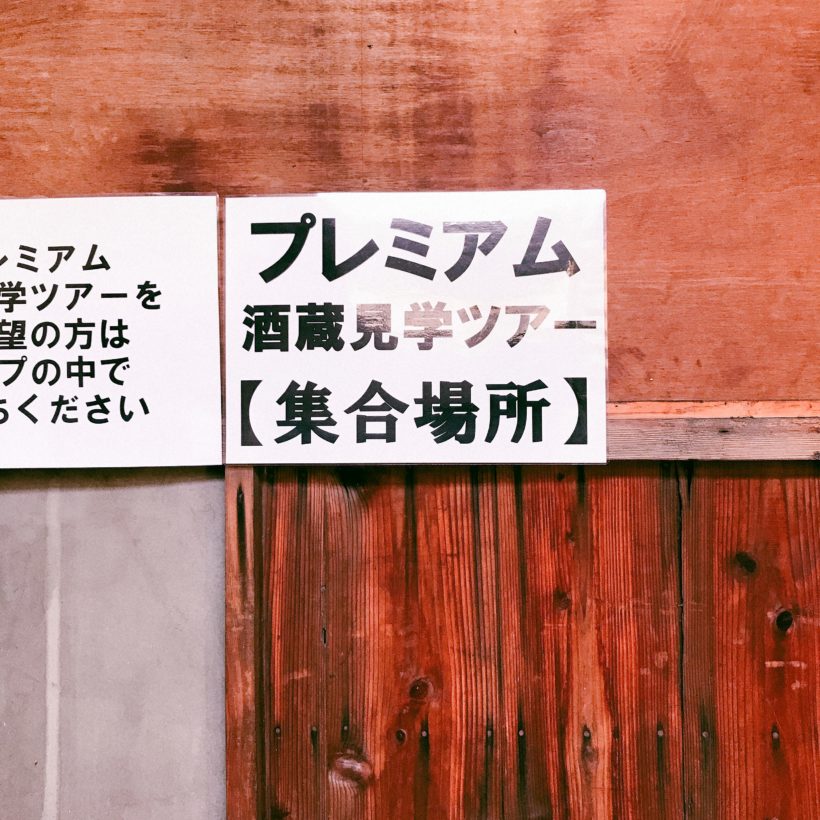 レミアム
学ツアーを
望の方は
プの中で
ちください
プレミアム
酒蔵見学ツアー
【集合場所】